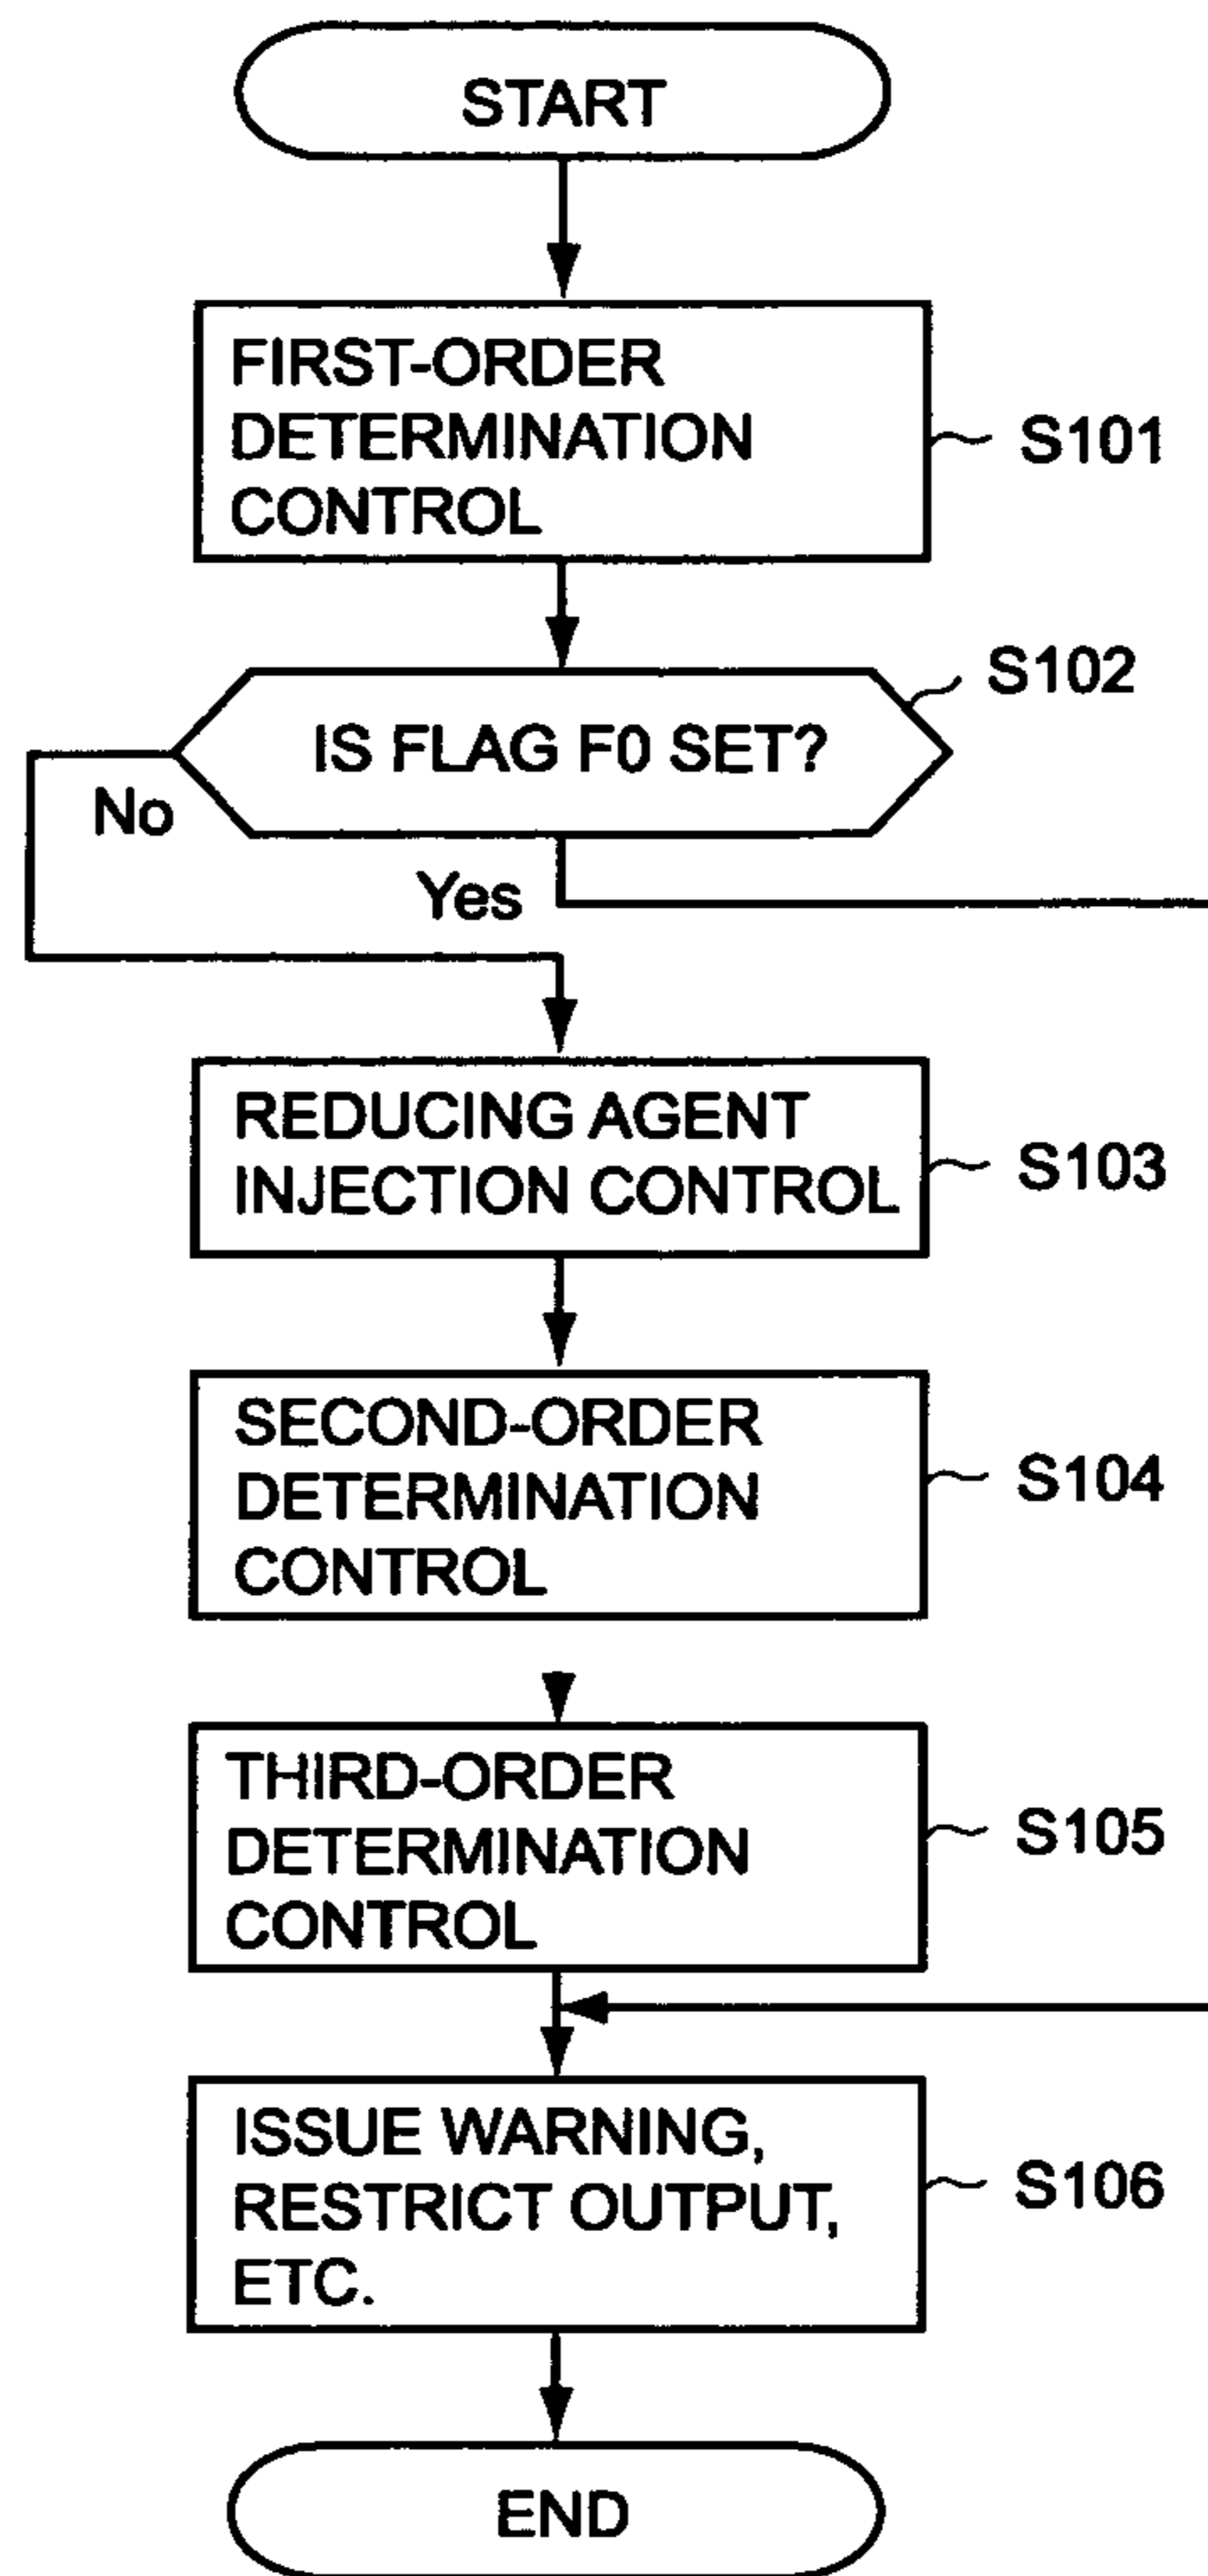 START
FIRST-ORDER
DETERMINATION
CONTROL
S101
S102
IS FLAG F0 SET?
No
Yes
REDUCING AGENT
INJECTION CONTROL
S103
SECOND-ORDER
DETERMINATION
CONTROL
S104
THIRD-ORDER
DETERMINATION
CONTROL
S105
ISSUE WARNING,
RESTRICT OUTPUT,
ETC.
S106
END